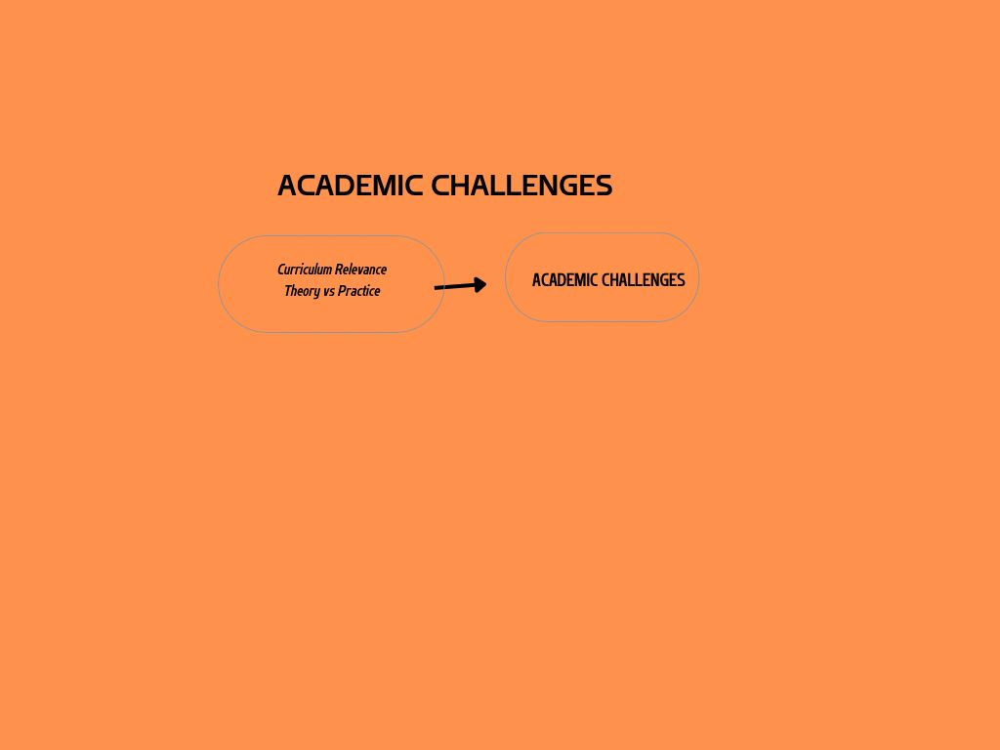 ACADEMIC CHALLENGES
Curriculum Relevance
Theory vs Practice
ACADEMIC CHALLENGES